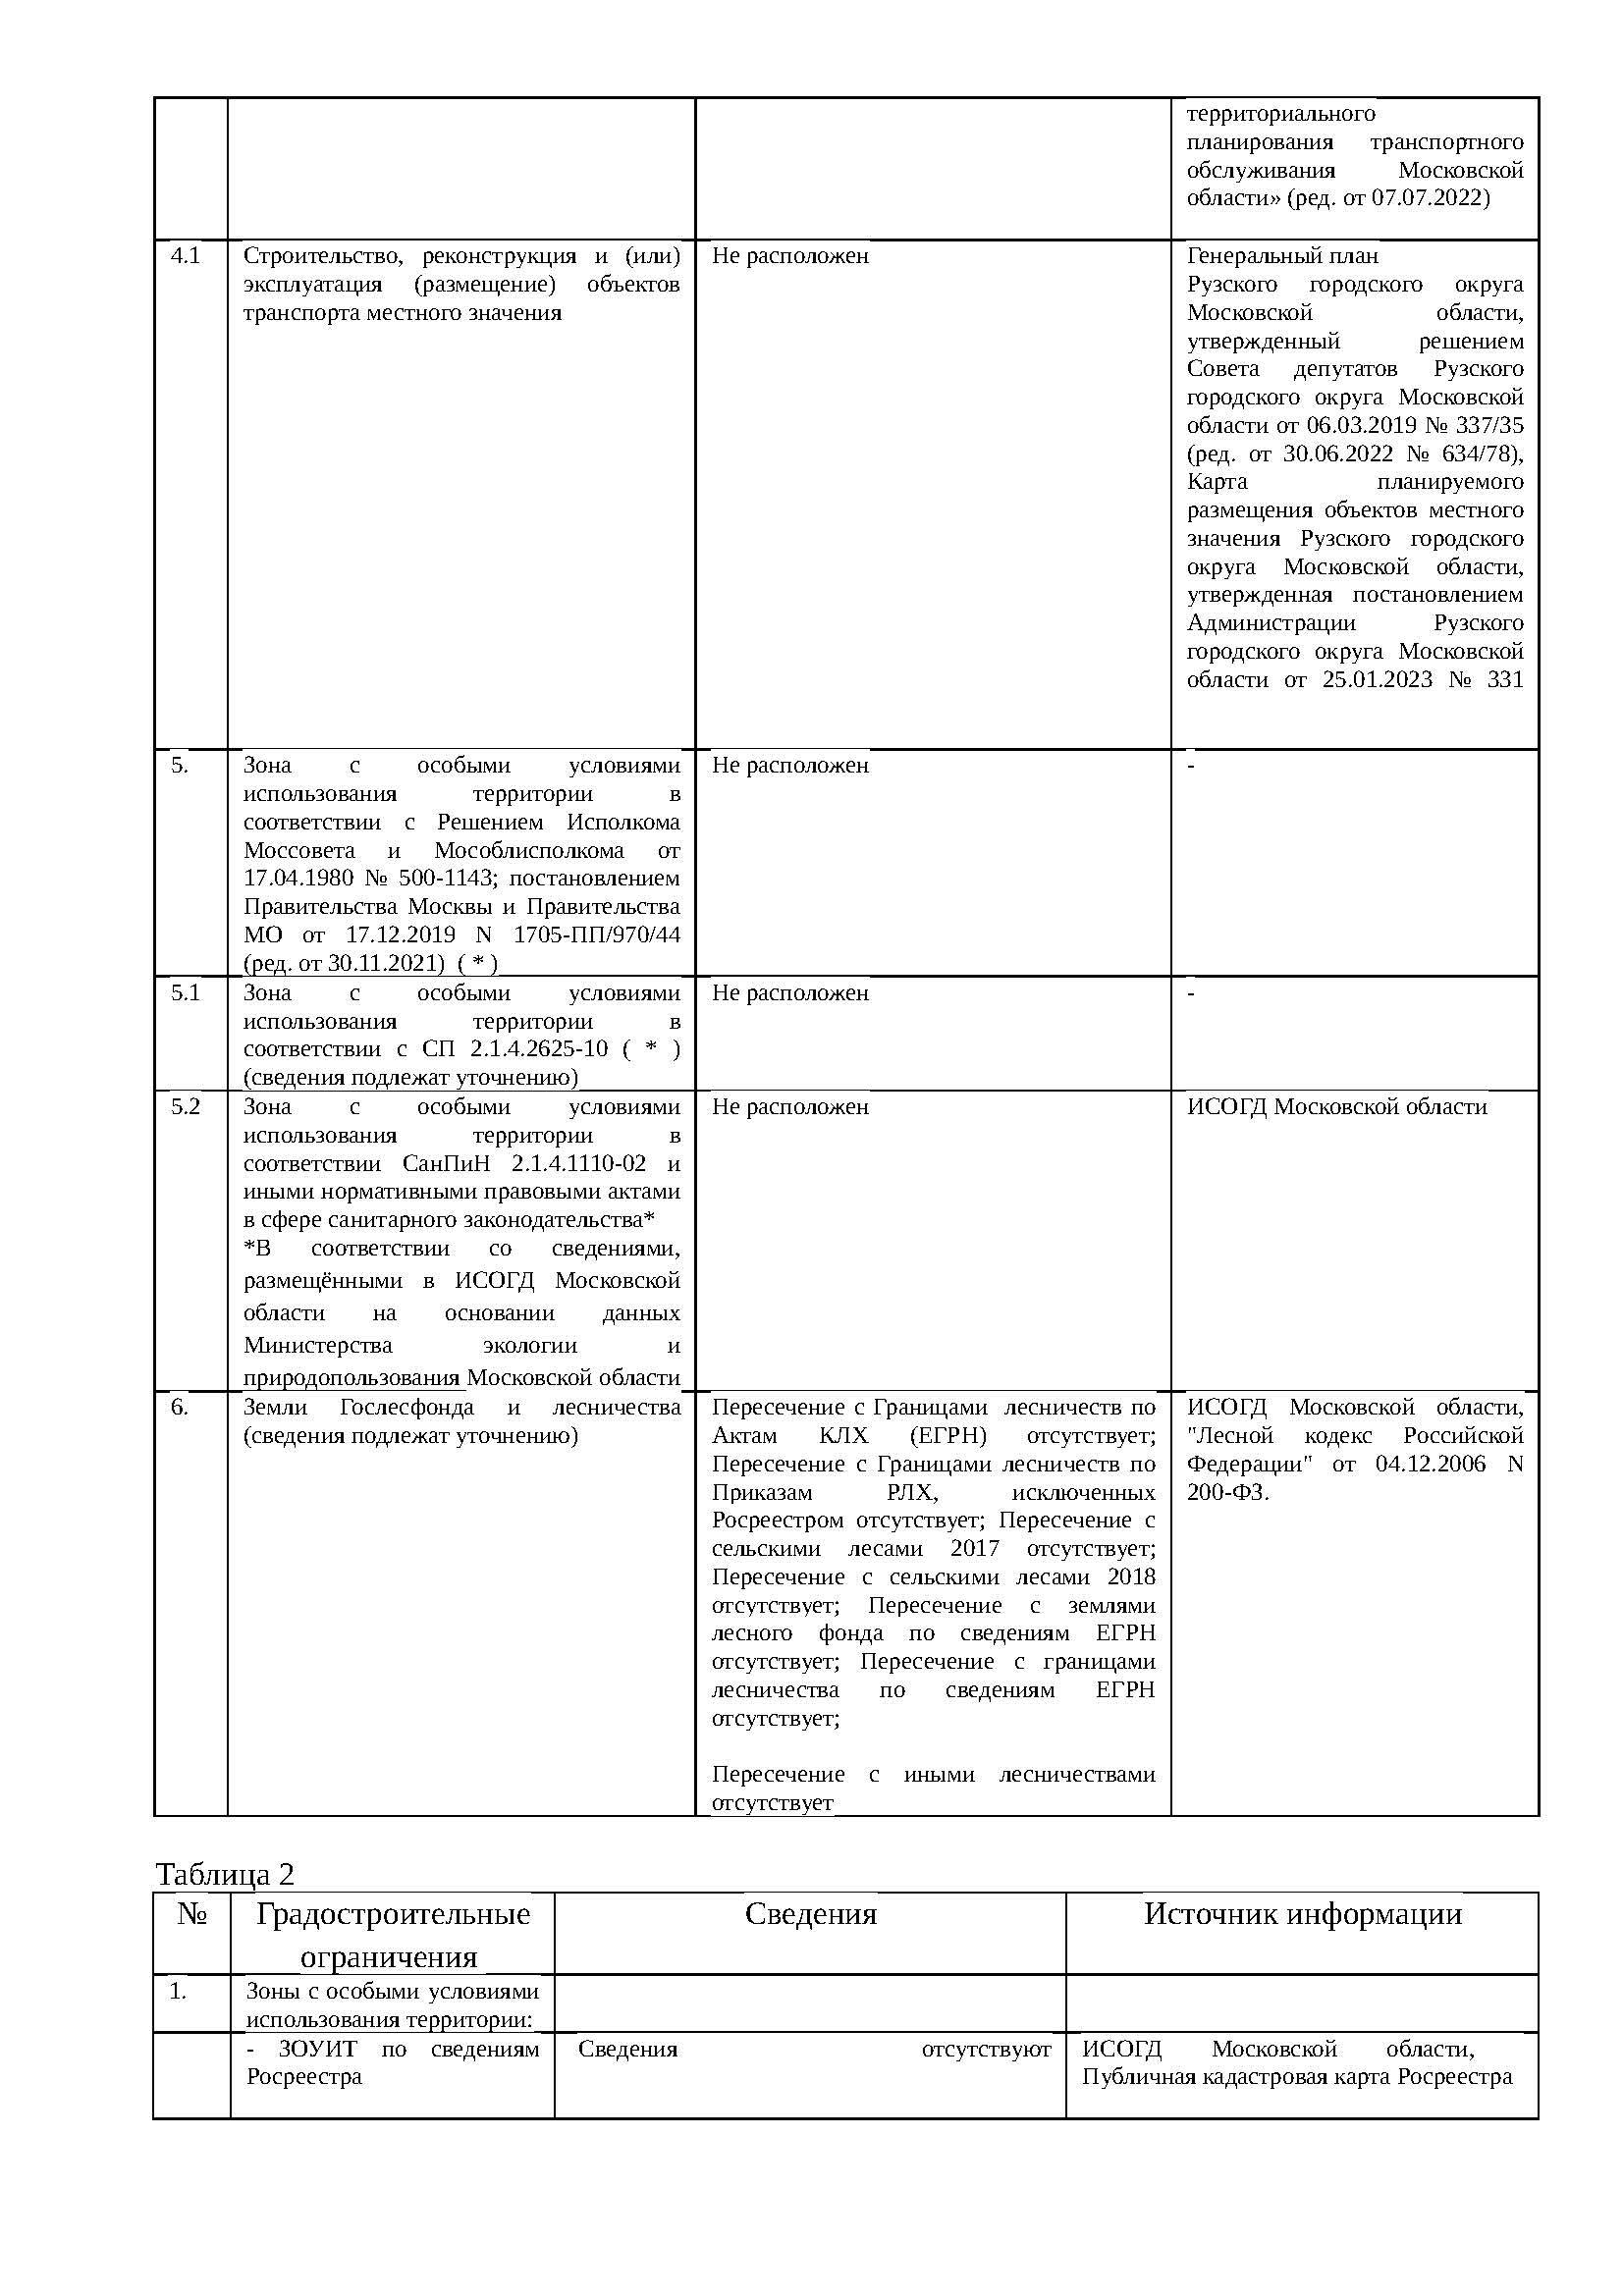 территориального
планирования транспортного
обслуживания Московской
области» (ред. от 07.07.2022)
4.1
Строительство, реконструкция и (или)
эксплуатация (размещение) объектов
транспорта местного значения
Не расположен
Генеральный план
Рузского городского округа
Московской области,
утвержденный решением
Совета депутатов Рузского
городского округа Московской
области от 06.03.2019 № 337/35
(ред. от 30.06.2022 № 634/78),
Карта планируемого
размещения объектов местного
значения Рузского городского
округа Московской области,
утвержденная постановлением
Администрации Рузского
городского округа Московской
области от 25.01.2023 № 331
5.
Зона с особыми условиями
использования территории в
соответствии с Решением Исполкома
Моссовета и Мособлисполкома от
17.04.1980 № 500-1143; постановлением
Правительства Москвы и Правительства
МО от 17.12.2019 N 1705-ПП/970/44
(ред. от 30.11.2021) ( * )
Не расположен
-
5.1
Зона с особыми условиями
использования территории в
соответствии с СП 2.1.4.2625-10 ( * )
(сведения подлежат уточнению)
Не расположен
-
5.2
Зона с особыми условиями
использования территории в
соответствии СанПиН 2.1.4.1110-02 и
иными нормативными правовыми актами
в сфере санитарного законодательства*
*В соответствии со сведениями,
размещёнными в ИСОГД Московской
области на основании данных
Министерства экологии и
природопользования Московской области
Не расположен
ИСОГД Московской области
6.
Земли Гослесфонда и лесничества
(сведения подлежат уточнению)
Пересечение с Границами лесничеств по
Актам КЛХ (ЕГРН) отсутствует;
Пересечение с Границами лесничеств по
Приказам РЛХ, исключенных
Росреестром отсутствует; Пересечение с
сельскими лесами 2017 отсутствует;
Пересечение с сельскими лесами 2018
отсутствует; Пересечение с землями
лесного фонда по сведениям ЕГРН
отсутствует; Пересечение с границами
лесничества по сведениям ЕГРН
отсутствует;
Пересечение с иными лесничествами
отсутствует
ИСОГД Московской области,
"Лесной кодекс Российской
Федерации" от 04.12.2006 N
200-ФЗ.
Таблица 2
№
Градостроительные
ограничения
Сведения
Источник информации
1.
Зоны с особыми условиями
использования территории:
- ЗОУИТ по сведениям
Росреестра
Сведения отсутствуют
ИСОГД Московской области,
Публичная кадастровая карта Росреестра